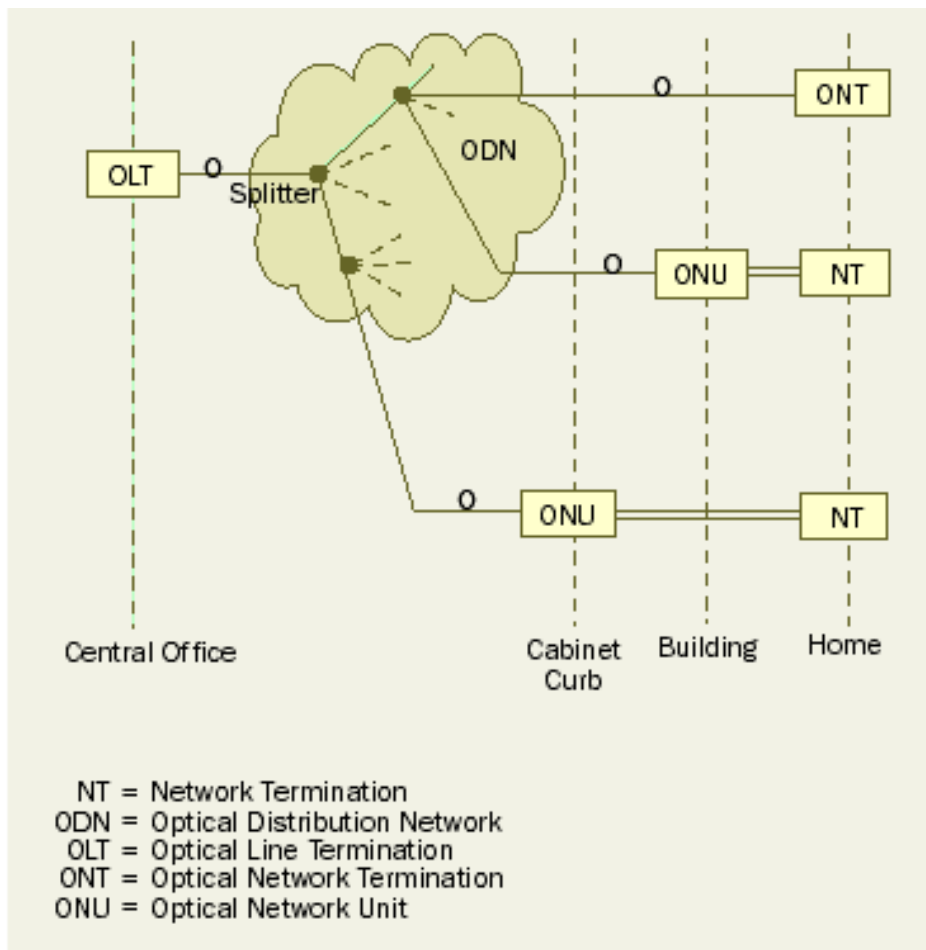 O
ONT
ODN
OLT
O
Splitter
O
ONU
NT
O
ONU
NT
Central Office
Cabinet
Curb
Building
Home
NT = Network Termination
ODN = Optical Distribution Network
OLT = Optical Line Termination
ONT = Optical Network Termination
ONU = Optical Network Unit